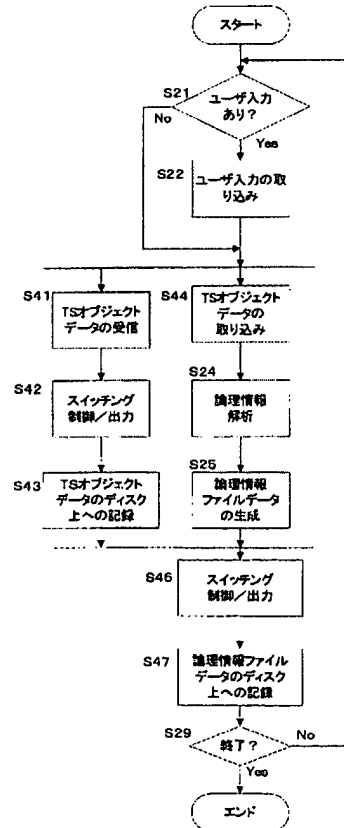 スタート
S21
ユーザ入力
あり？
No
Yes
S22
ユーザ入力の取
り込み
S41
TSオブジェクト
データの受信
S44
TSオブジェクト
データの
取り込み
S42
スイッチング
制御／出力
S24
論理情報
解析
S43
TSオブジェクト
データのディスク
上への記録
S25
論理情報
ファイルデータ
の生成
S46
スイッチング
制御／出力
S47
論理情報ファイル
データのディスク
上への記録
S29
終了？
No
Yes
エンド